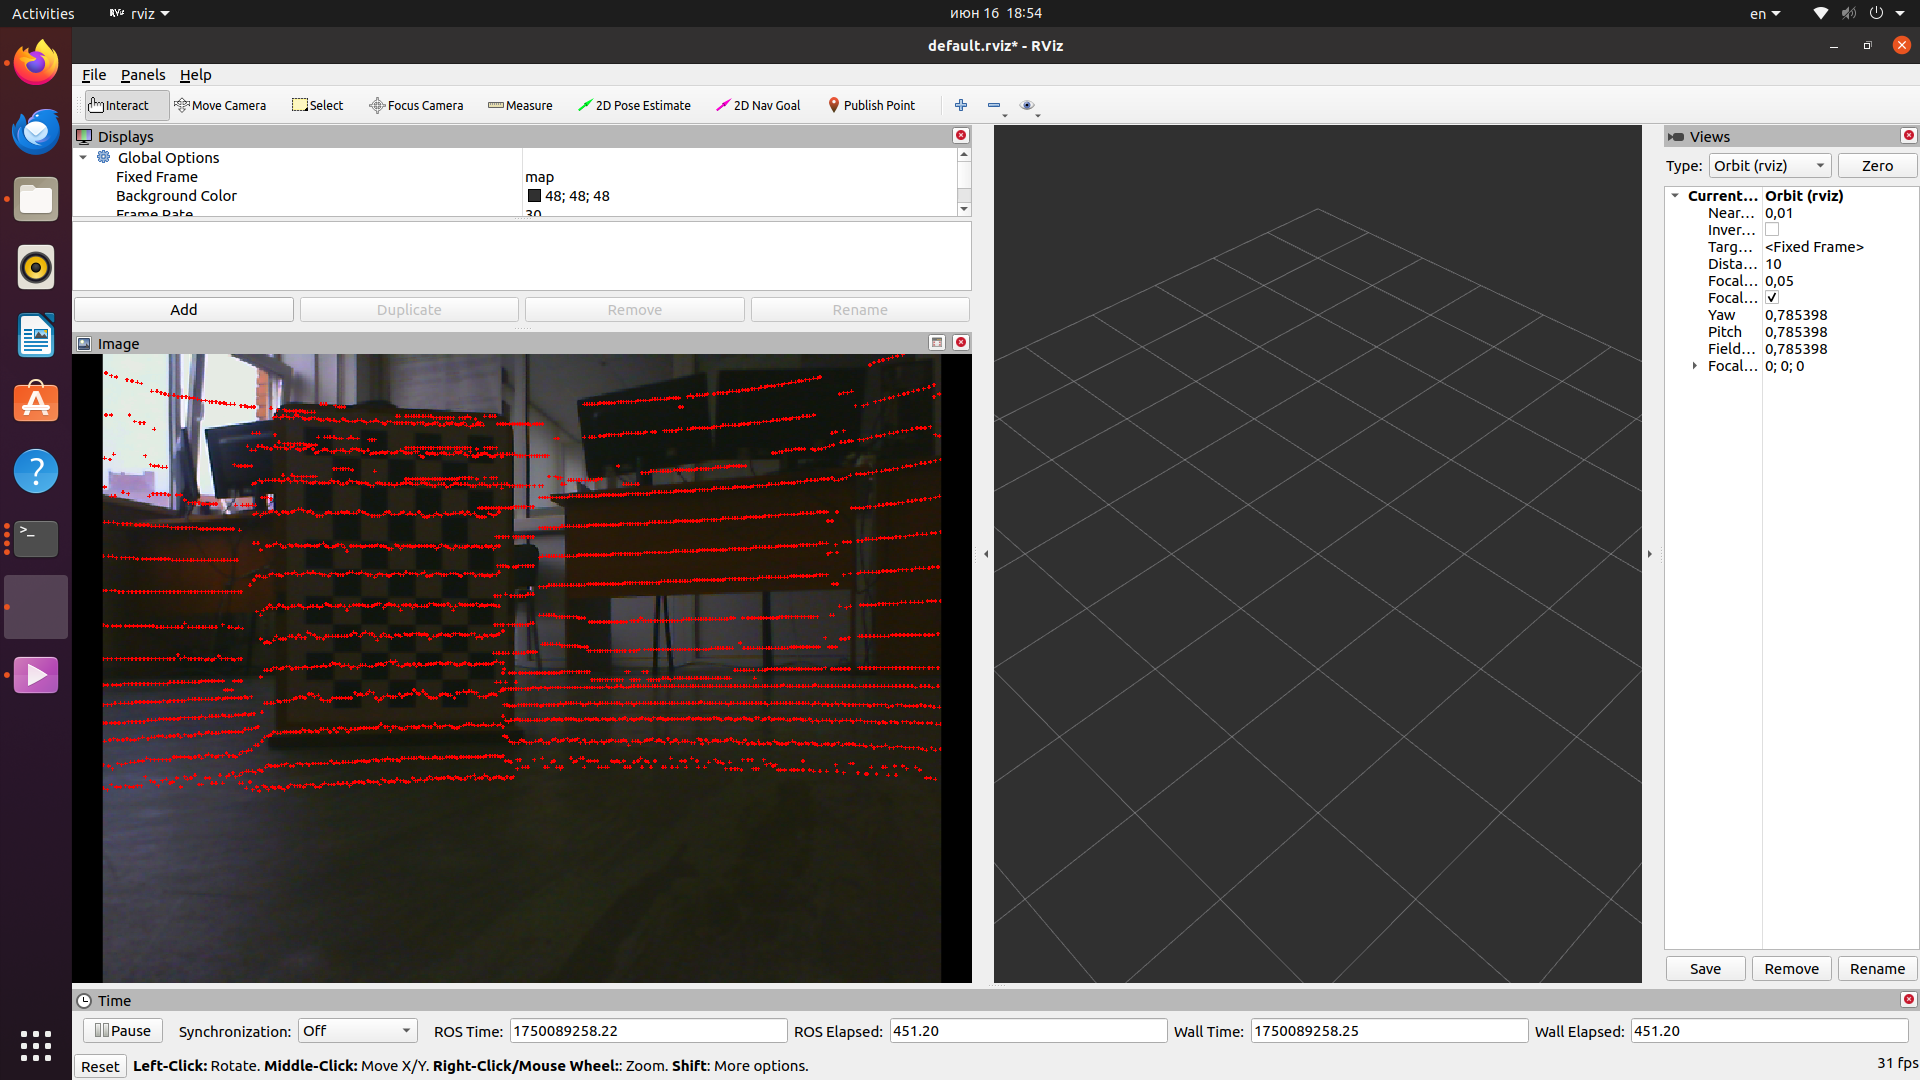 Activities
rviz
июн 16 18:54
en
default.rviz* - RViz
File Panels Help
Interact
Move Camera
Select
Focus Camera
Measure
2D Pose Estimate
2D Nav Goal
Publish Point
Displays
Global Options
Fixed Frame map
Background Color 48; 48; 48
Frame Rate 30
Add
Duplicate
Remove
Rename
Image
Views
Type: Orbit (rviz) Zero
Current... Orbit (rviz)
Near... 0,01
Inver...
Targ... <Fixed Frame>
Dista... 10
Focal... 0,05
Focal...
Yaw 0,785398
Pitch 0,785398
Field... 0,785398
Focal... 0; 0; 0
Save Remove Rename
Time
Pause Synchronization: Off ROS Time: 1750089258.22 ROS Elapsed: 451.20 Wall Time: 1750089258.25 Wall Elapsed: 451.20
Reset Left-Click: Rotate. Middle-Click: Move X/Y. Right-Click/Mouse Wheel:: Zoom. Shift: More options. 31 fps